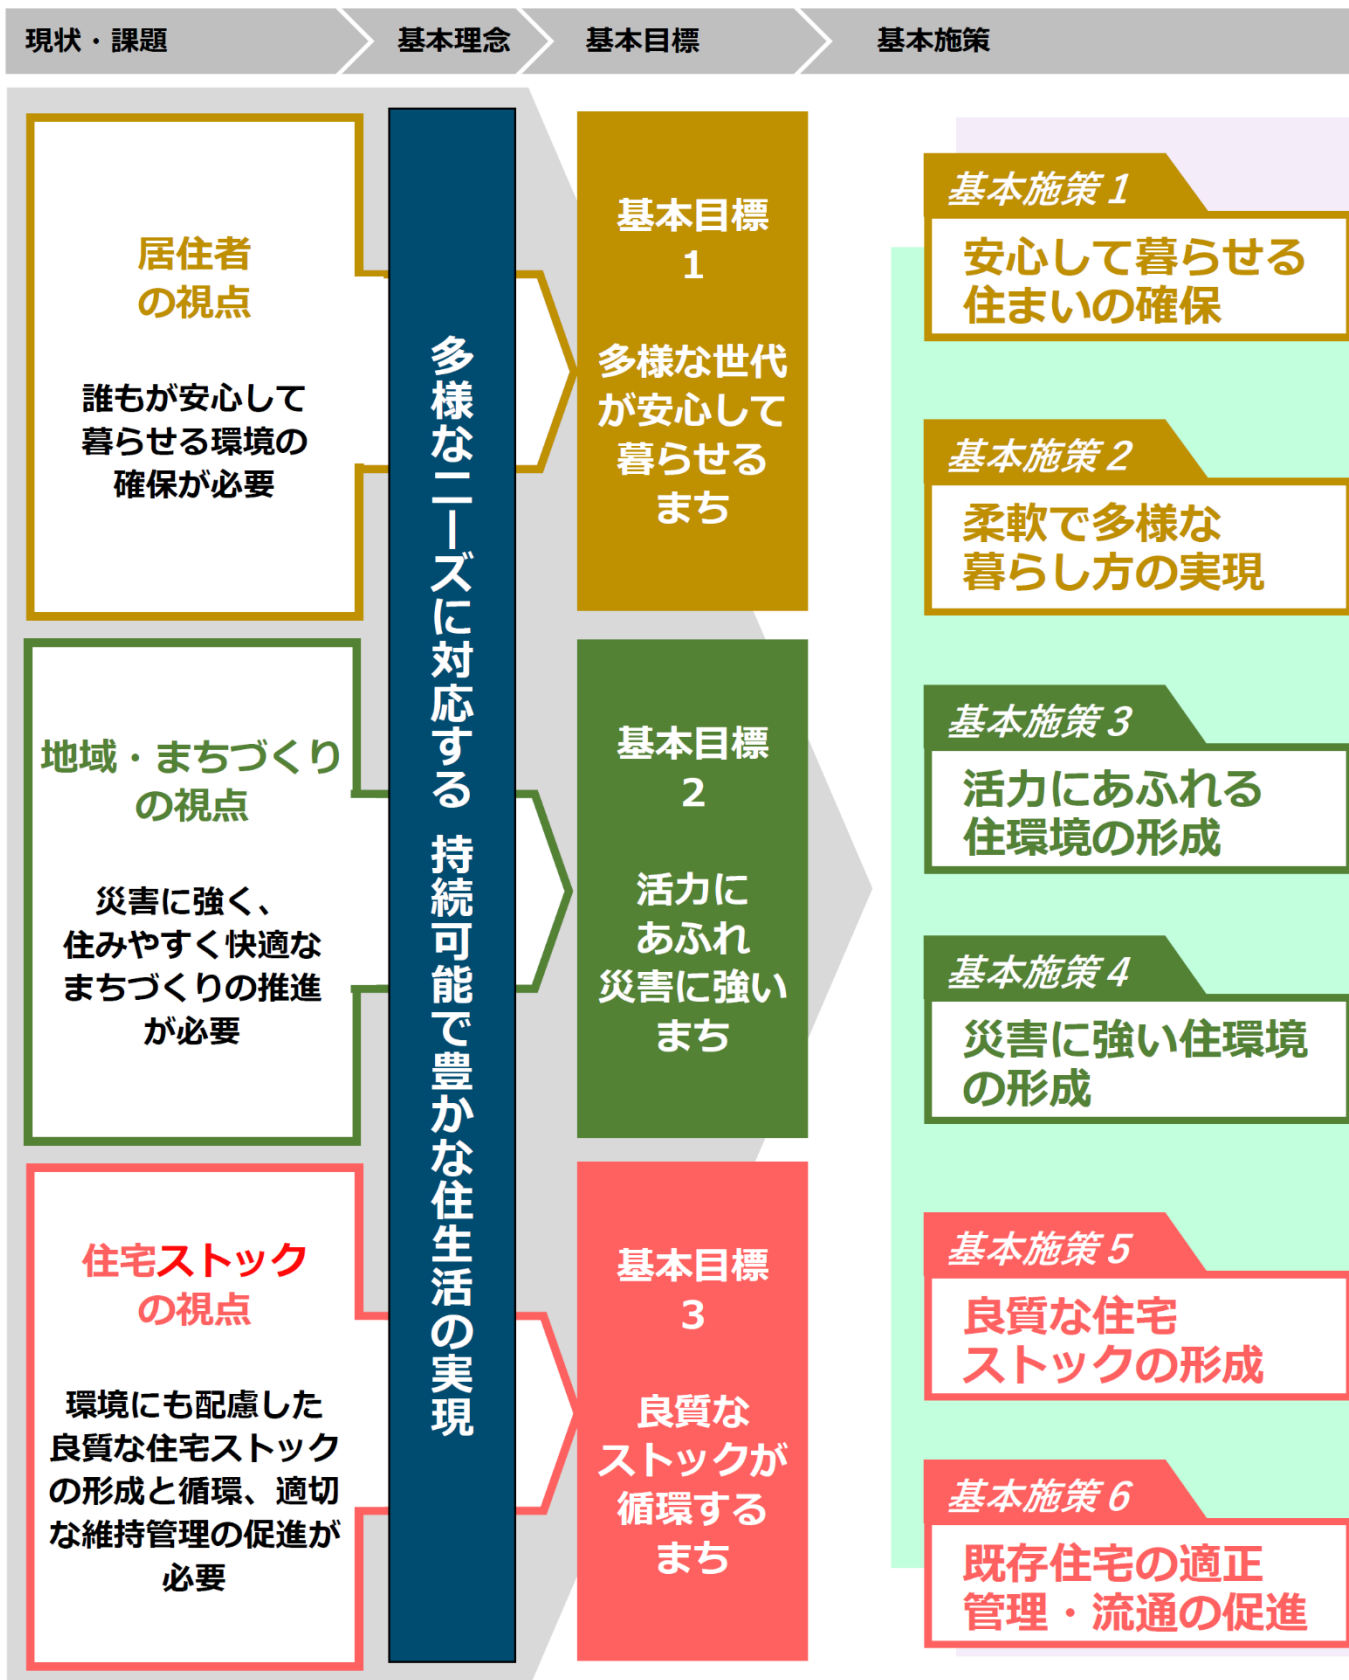 現状・課題
基本理念
基本目標
基本施策
居住者
の視点
誰もが安心して
暮らせる環境の
確保が必要
地域・まちづくり
の視点
災害に強く、
住みやすく快適な
まちづくりの推進
が必要
住宅ストック
の視点
環境にも配慮した
良質な住宅ストック
の形成と循環、適切
な維持管理の促進が
必要
多様なニーズに対応する 持続可能で豊かな住生活の実現
基本目標
1
多様な世代
が安心して
暮らせる
まち
基本目標
2
活力に
あふれ
災害に強い
まち
基本目標
3
良質な
ストックが
循環する
まち
基本施策1
安心して暮らせる
住まいの確保
基本施策2
柔軟で多様な
暮らし方の実現
基本施策3
活力にあふれる
住環境の形成
基本施策4
災害に強い住環境
の形成
基本施策5
良質な住宅
ストックの形成
基本施策6
既存住宅の適正
管理・流通の促進